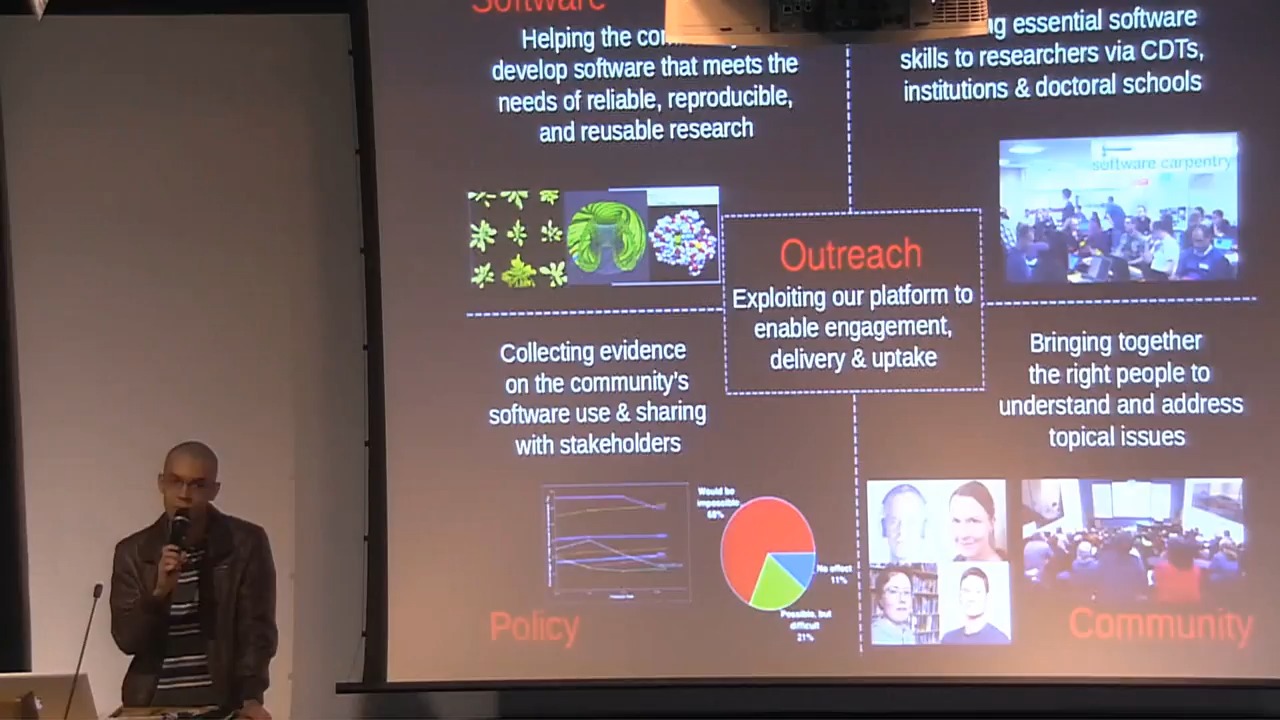 Software
Helping the
develop software that meets the
needs of reliable, reproducible,
and reusable research
essential software
skills to researchers via CDTs,
institutions & doctoral schools
software carpentry
Outreach
Exploiting our platform to
enable engagement,
delivery & uptake
Collecting evidence
on the community's
software use & sharing
with stakeholders
Would be
impossible
68%
No effect
11%
Possible, but
difficult
21%
Policy
Bringing together
the right people to
understand and address
topical issues
Community